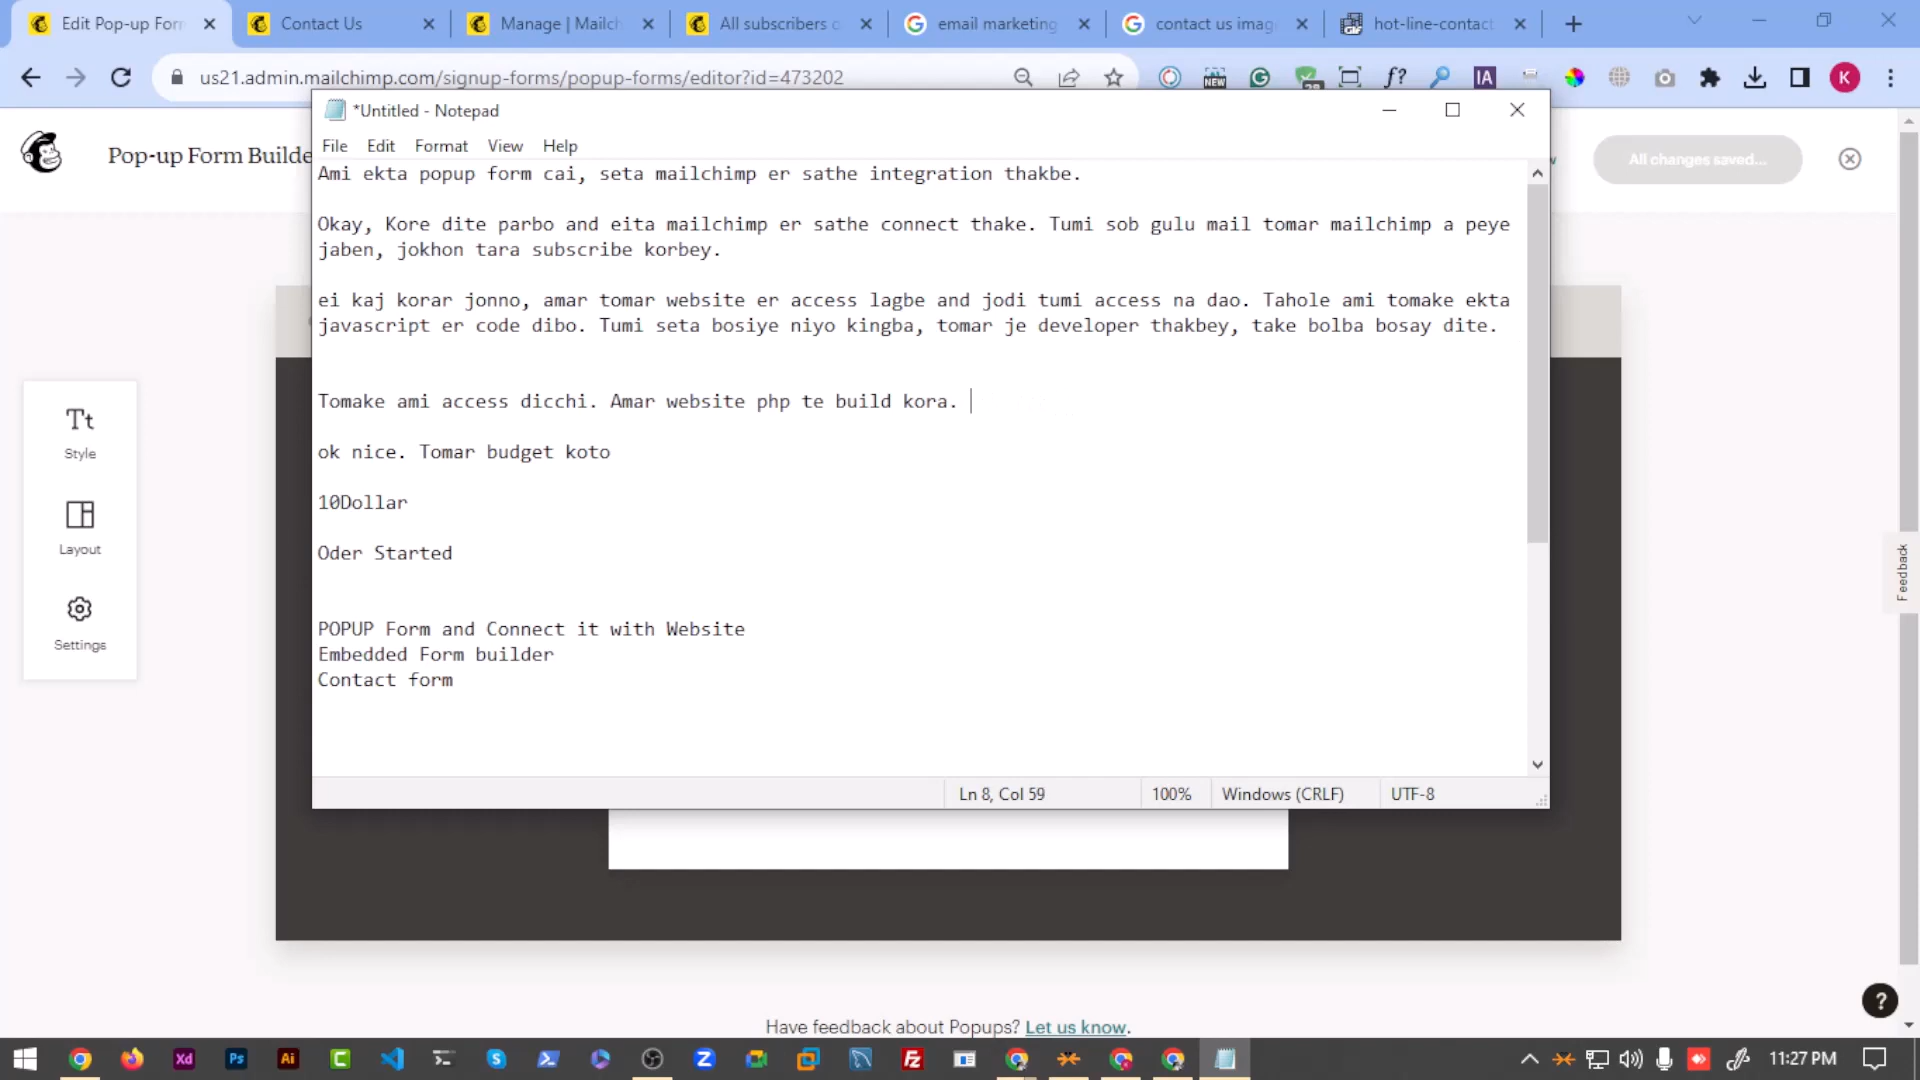 Edit Pop-up Forn
Contact Us
Manage | Mailch
All subscribers o
email marketing
contact us imag
hot-line-contact
us21.admin.mailchimp.com/signup-forms/popup-forms/editor?id=473202
NEW
IA
K
*Untitled - Notepad
File Edit Format View Help
Pop-up Form Builde
All changes saved...
Ami ekta popup form cai, seta mailchimp er sathe integration thakbe.
Okay, Kore dite parbo and eita mailchimp er sathe connect thake. Tumi sob gulu mail tomar mailchimp a peye
jaben, jokhon tara subscribe korbey.
ei kaj korar jonno, amar tomar website er access lagbe and jodi tumi access na dao. Tahole ami tomake ekta
javascript er code dibo. Tumi seta bosiye niyo kingba, tomar je developer thakbey, take bolba bosay dite.
Tomake ami access dicchi. Amar website php te build kora.
ok nice. Tomar budget koto
10Dollar
Oder Started
POPUP Form and Connect it with Website
Embedded Form builder
Contact form
Tt
Style
Layout
Settings
Feedback
Ln 8, Col 59
100%
Windows (CRLF)
UTF-8
?
Have feedback about Popups? Let us know.
Xd
Ps
Ai
11:27 PM